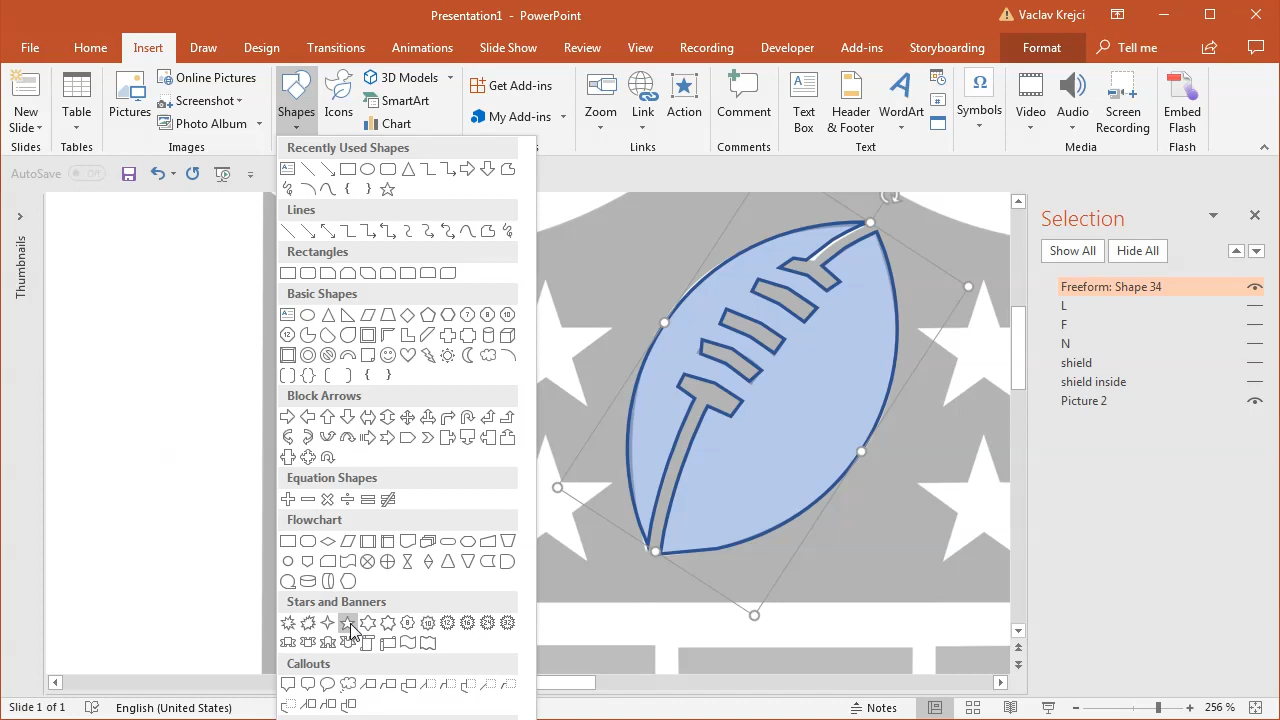 Presentation1 - PowerPoint
Vaclav Krejci
File Home Insert Draw Design Transitions Animations Slide Show Review View Recording Developer Add-ins Storyboarding Format Tell me
New Slide
Slides
Table
Tables
Pictures
Online Pictures
Screenshot
Photo Album
Images
Shapes
Icons
3D Models
SmartArt
Chart
Get Add-ins
My Add-ins
Zoom
Link
Action
Links
Comment
Comments
Text Box
Header & Footer
WordArt
Text
Symbols
Video
Audio
Screen Recording
Media
Embed Flash
Flash
AutoSave Off
Recently Used Shapes
Lines
Rectangles
Basic Shapes
Block Arrows
Equation Shapes
Flowchart
Stars and Banners
Callouts
Thumbnails
Selection
Show All Hide All
Freeform: Shape 34
L
F
N
shield
shield inside
Picture 2
Slide 1 of 1 English (United States) Notes 256 %